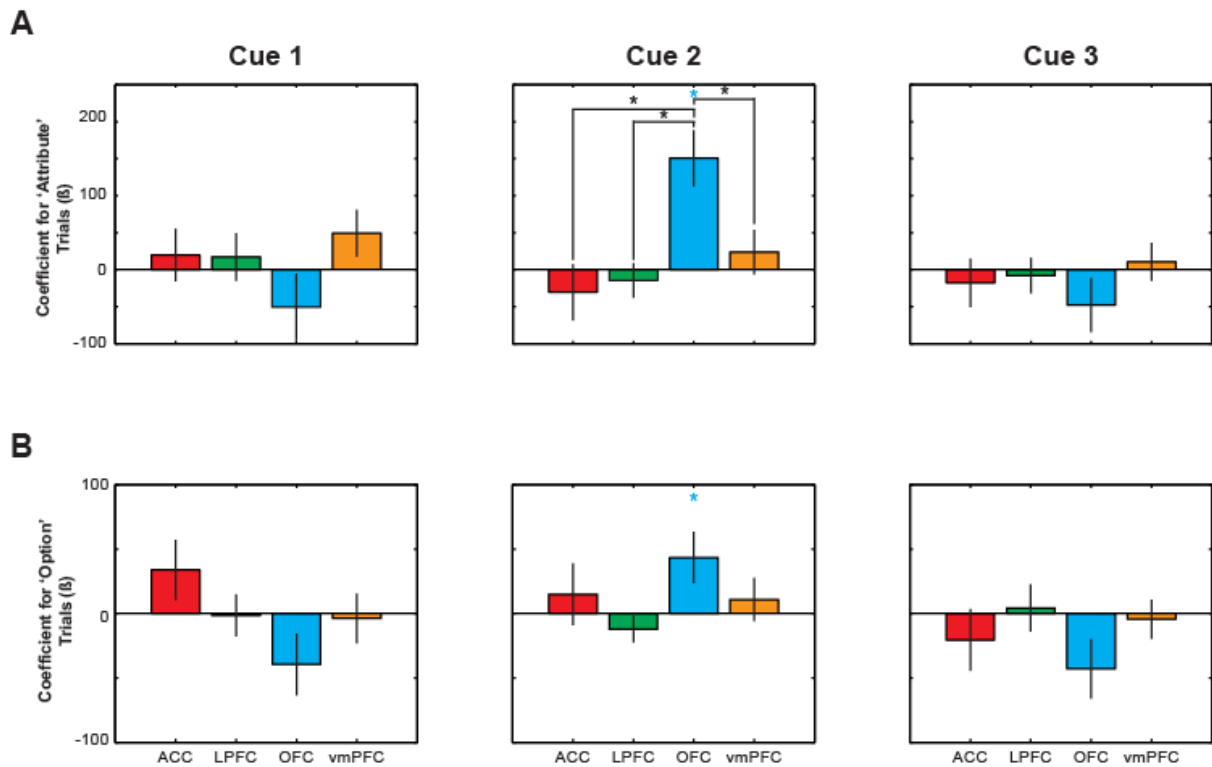 A
Cue 1 Cue 2 Cue 3
Coefficient for ‘Attribute’
Trials (ß)
200
100
0
-100
* * * *
B
Coefficient for ‘Option’
Trials (ß)
100
0
-100
*
ACC LPFC OFC vmPFC ACC LPFC OFC vmPFC ACC LPFC OFC vmPFC